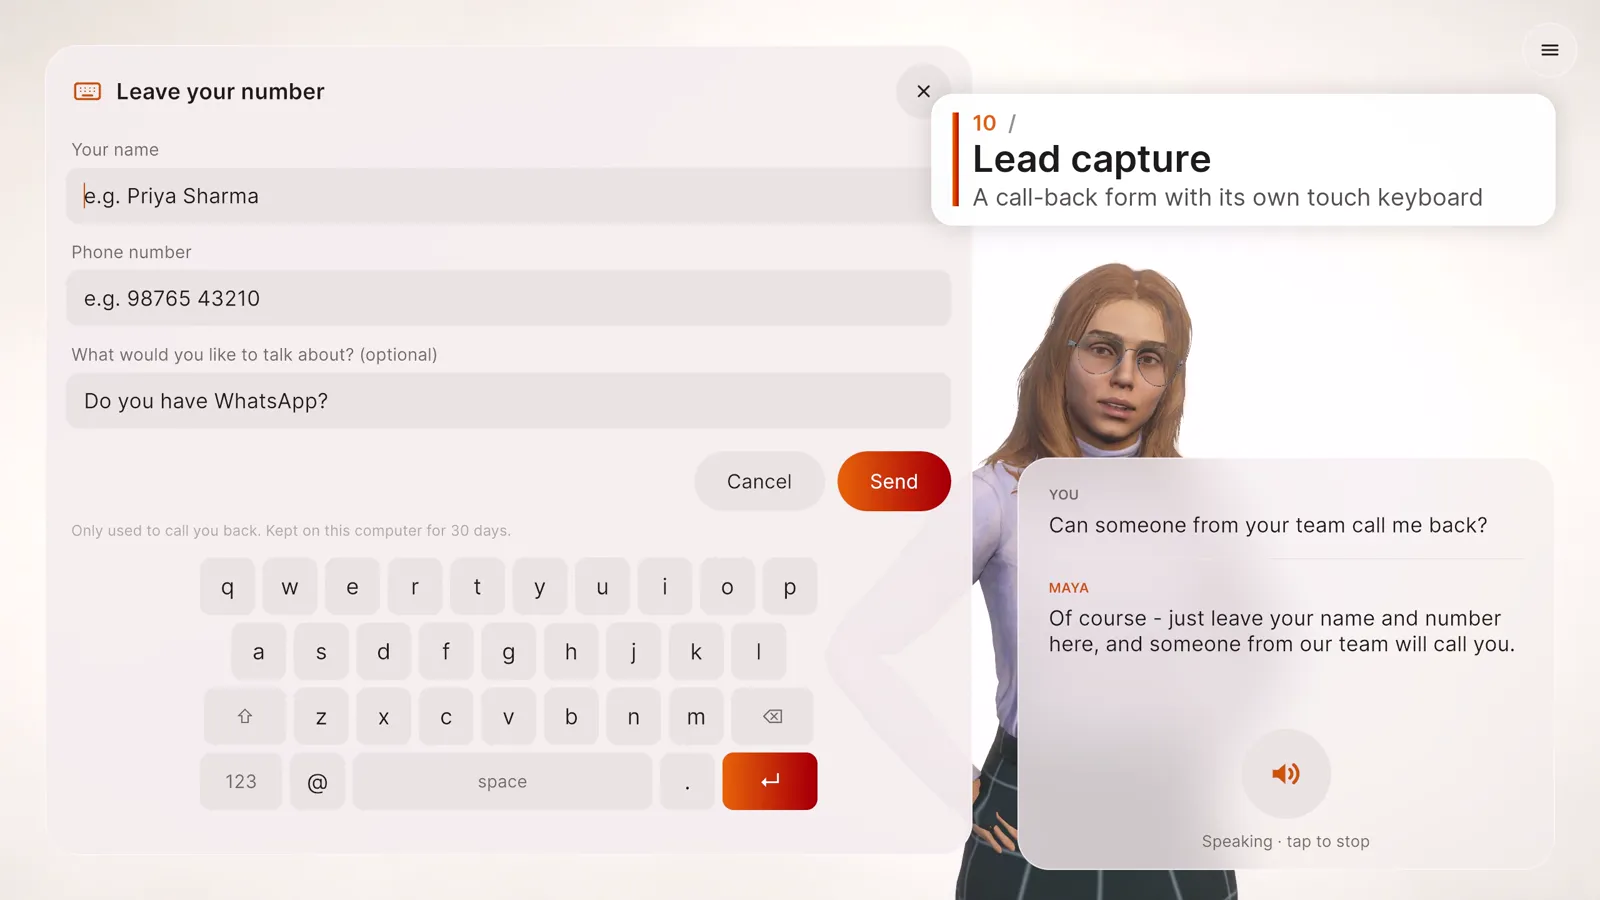 Leave your number
Your name
e.g. Priya Sharma
Phone number
e.g. 98765 43210
What would you like to talk about? (optional)
Do you have WhatsApp?
Cancel
Send
Only used to call you back. Kept on this computer for 30 days.
q w e r t y u i o p
a s d f g h j k l
z x c v b n m
123 @ space .
10 /
Lead capture
A call-back form with its own touch keyboard
YOU
Can someone from your team call me back?
MAYA
Of course - just leave your name and number
here, and someone from our team will call you.
Speaking · tap to stop